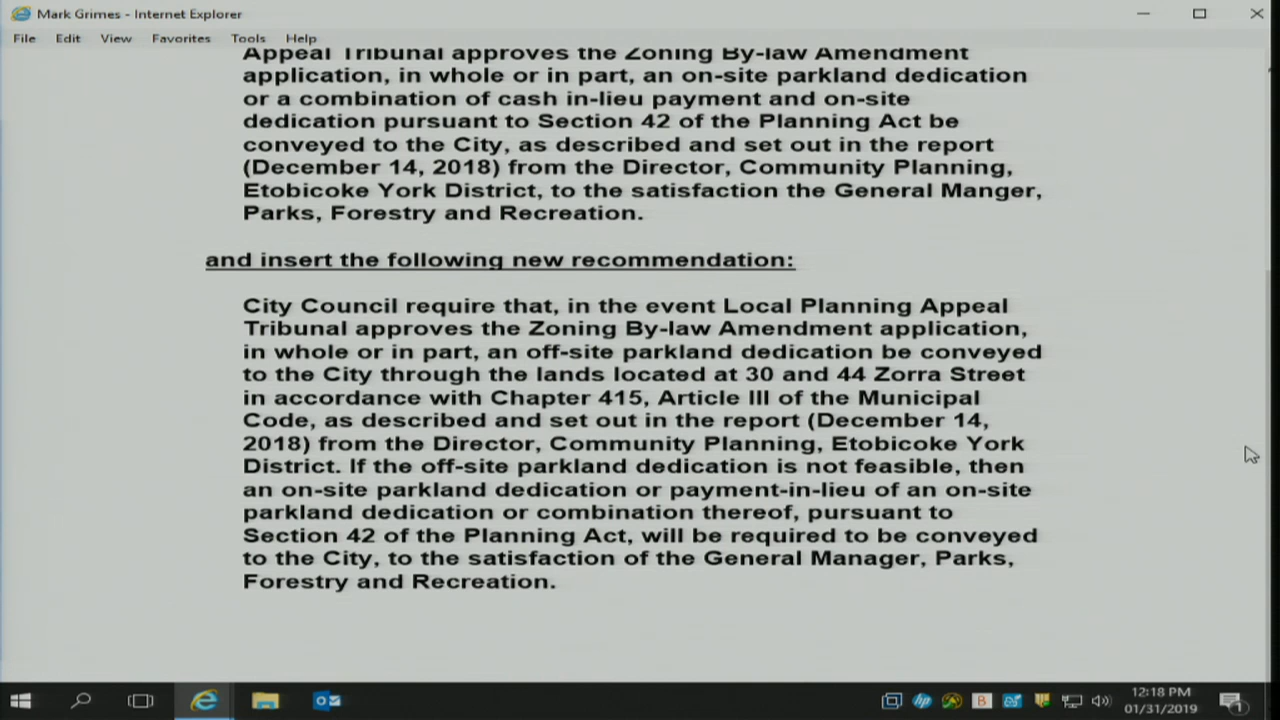 Mark Grimes - Internet Explorer
File Edit View Favorites Tools Help
Appeal Tribunal approves the Zoning By-law Amendment
application, in whole or in part, an on-site parkland dedication
or a combination of cash in-lieu payment and on-site
dedication pursuant to Section 42 of the Planning Act be
conveyed to the City, as described and set out in the report
(December 14, 2018) from the Director, Community Planning,
Etobicoke York District, to the satisfaction the General Manger,
Parks, Forestry and Recreation.
and insert the following new recommendation:
City Council require that, in the event Local Planning Appeal
Tribunal approves the Zoning By-law Amendment application,
in whole or in part, an off-site parkland dedication be conveyed
to the City through the lands located at 30 and 44 Zorra Street
in accordance with Chapter 415, Article III of the Municipal
Code, as described and set out in the report (December 14,
2018) from the Director, Community Planning, Etobicoke York
District. If the off-site parkland dedication is not feasible, then
an on-site parkland dedication or payment-in-lieu of an on-site
parkland dedication or combination thereof, pursuant to
Section 42 of the Planning Act, will be required to be conveyed
to the City, to the satisfaction of the General Manager, Parks,
Forestry and Recreation.
12:18 PM
01/31/2019